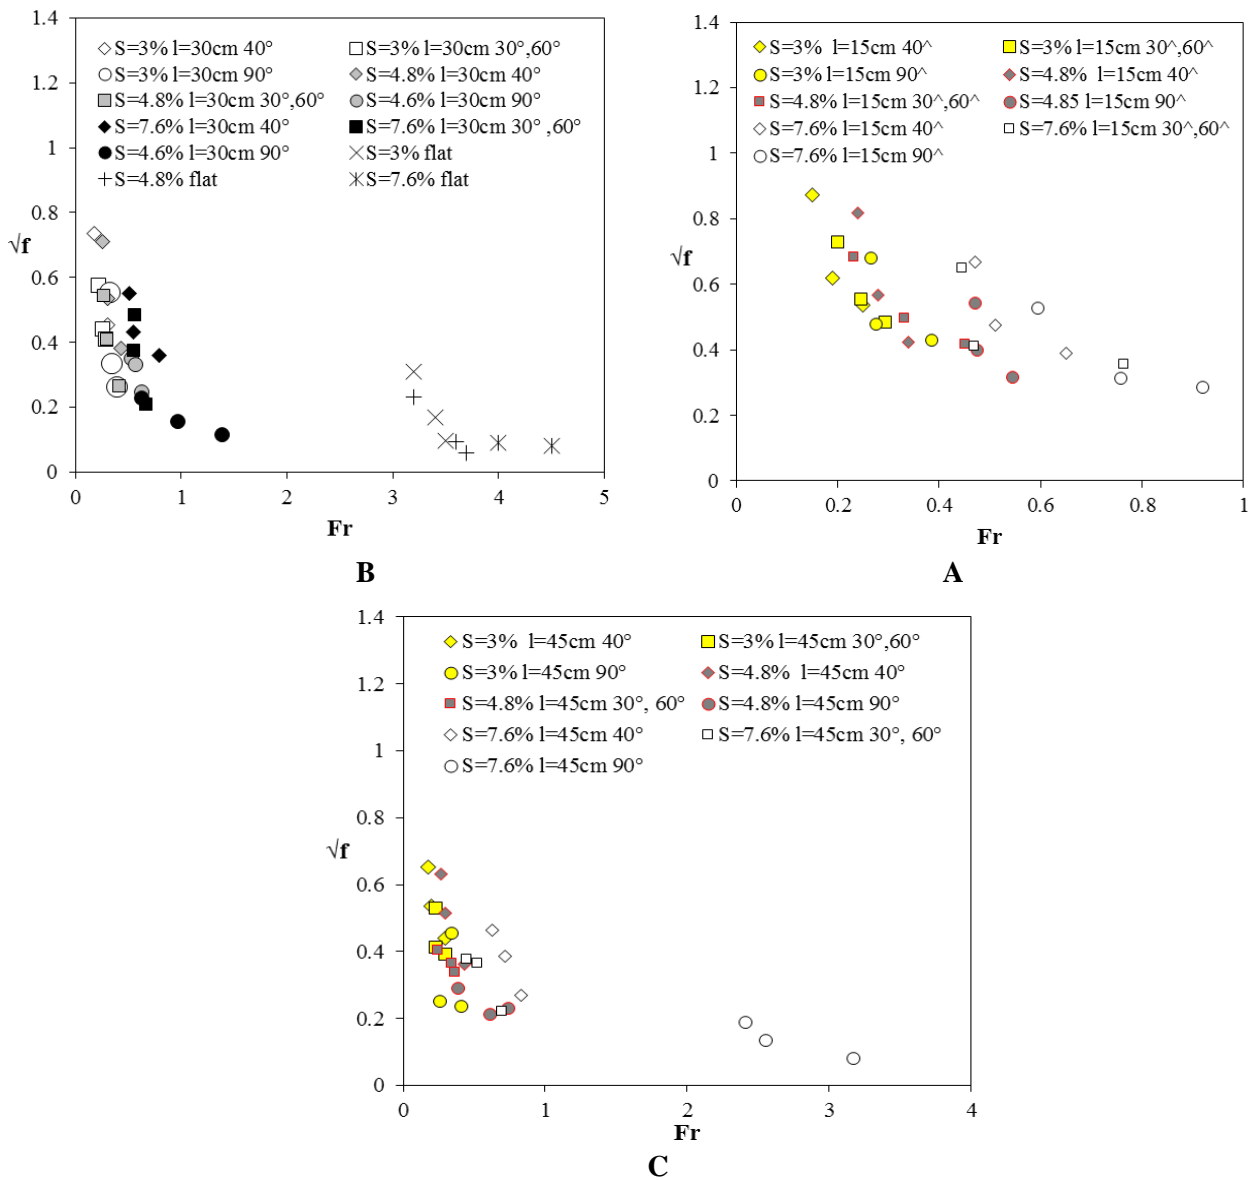 1.4
1.2
1
0.8
0.6
0.4
0.2
0
√f
S=3% l=30cm 40° S=3% l=30cm 30°,60°
S=3% l=30cm 90° S=4.8% l=30cm 40°
S=4.8% l=30cm 30°,60° S=4.6% l=30cm 90°
S=7.6% l=30cm 40° S=7.6% l=30cm 30° ,60°
S=4.6% l=30cm 90° S=3% flat
S=4.8% flat S=7.6% flat
0 1 2 3 4 5
Fr
B
1.4
1.2
1
0.8
0.6
0.4
0.2
0
√f
S=3% l=15cm 40^ S=3% l=15cm 30^,60^
S=3% l=15cm 90^ S=4.8% l=15cm 40^
S=4.8% l=15cm 30^,60^ S=4.85 l=15cm 90^
S=7.6% l=15cm 40^ S=7.6% l=15cm 30^,60^
S=7.6% l=15cm 90^
0 0.2 0.4 0.6 0.8 1
Fr
A
1.4
1.2
1
0.8
0.6
0.4
0.2
0
√f
S=3% l=45cm 40° S=3% l=45cm 30°,60°
S=3% l=45cm 90° S=4.8% l=45cm 40°
S=4.8% l=45cm 30°, 60° S=4.8% l=45cm 90°
S=7.6% l=45cm 40° S=7.6% l=45cm 30°, 60°
S=7.6% l=45cm 90°
0 1 2 3 4
Fr
C